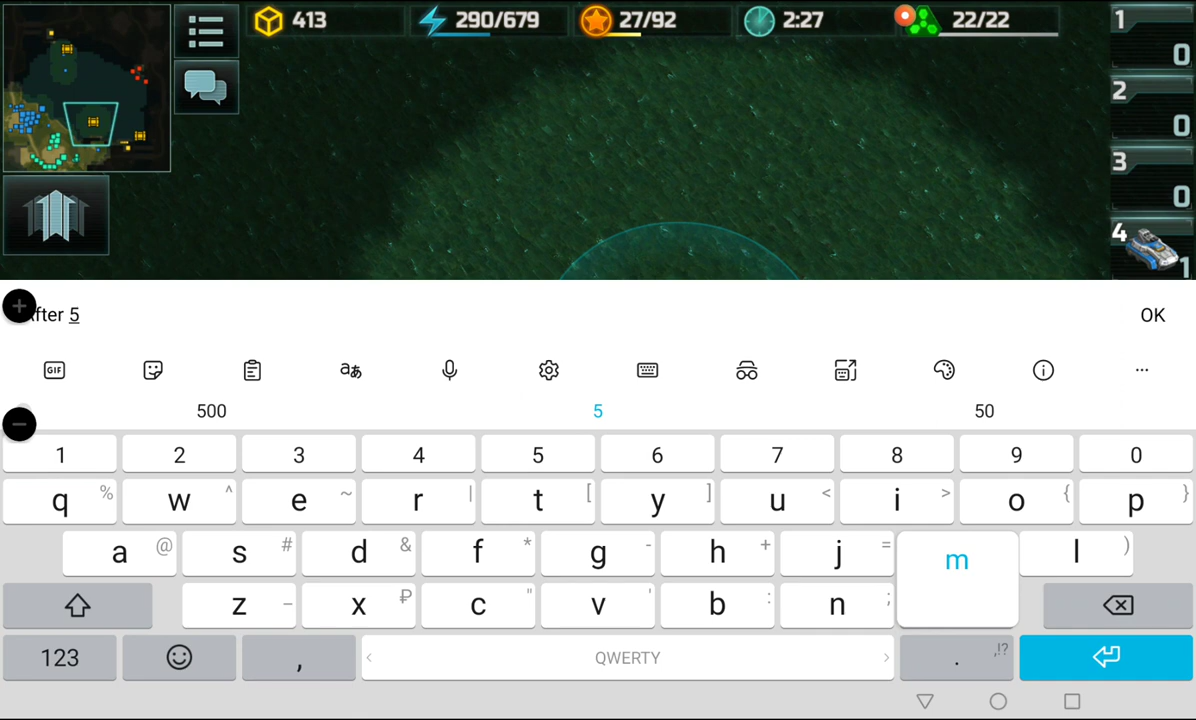 413 290/679 27/92 2:27 22/22
1
0
2
0
3
0
4
1
fter 5 OK
GIF
500 5 50
1 2 3 4 5 6 7 8 9 0
q % w ^ e ~ r | t [ y ] u < i > o { p }
a @ s # d & f * g - h + j = m l )
z _ x ₽ c " v ' b : n ;
123 , < QWERTY > . ,!?